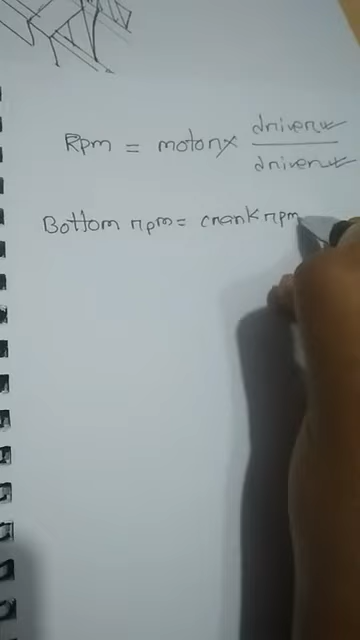 Rpm = motor x driver w / driven w
Bottom rpm = crank rpm